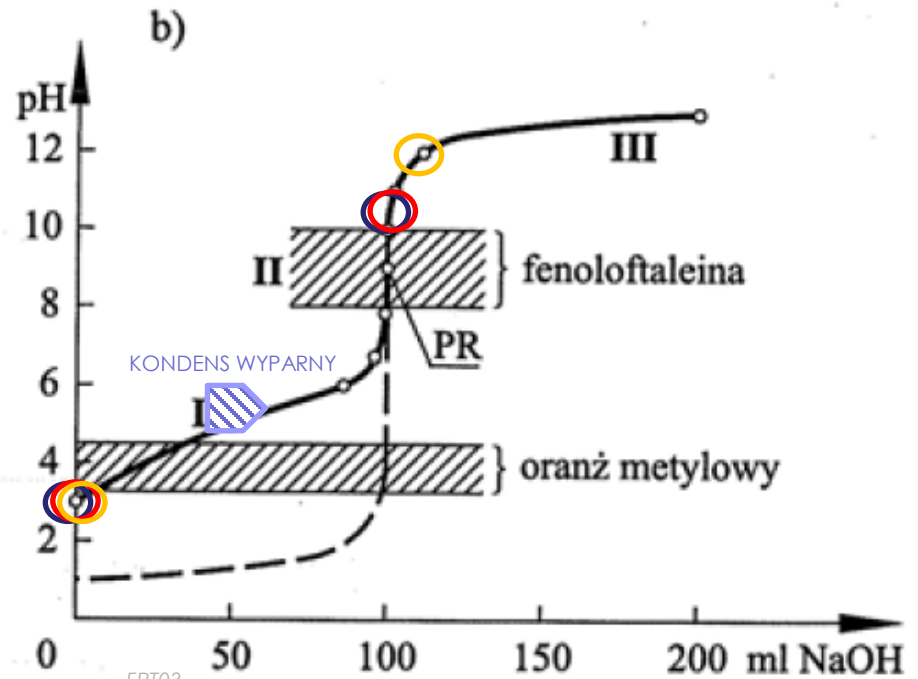 b)
pH
12
III
10
II
fenoloftaleina
8
PR
KONDENS WYPARNY
6
I
4
oranż metylowy
2
0
50
100
150
200
ml NaOH